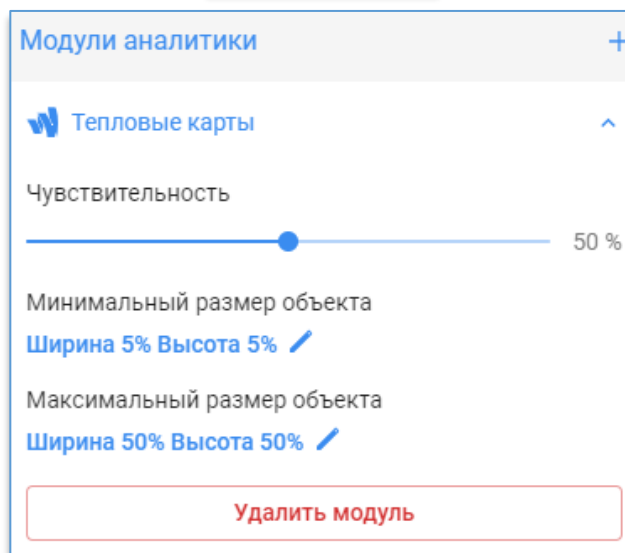 Модули аналитики +
Тепловые карты
Чувствительность
50 %
Минимальный размер объекта
Ширина 5% Высота 5%
Максимальный размер объекта
Ширина 50% Высота 50%
Удалить модуль